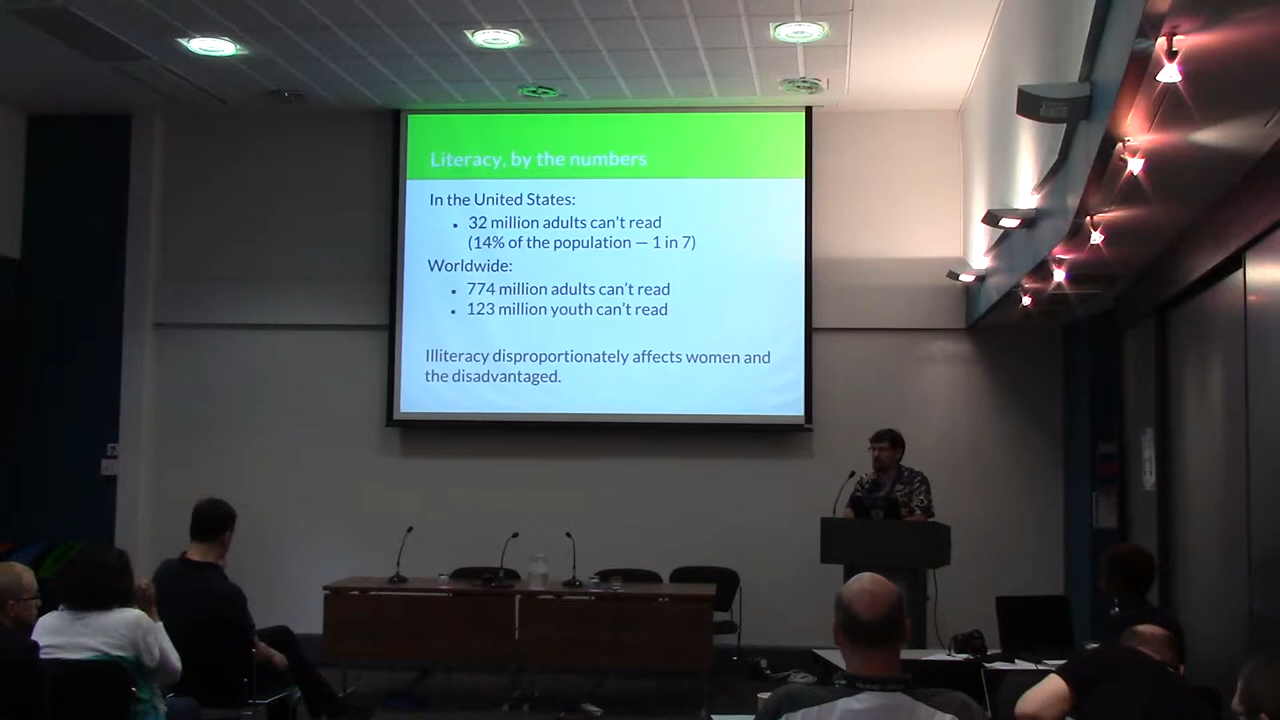 Literacy, by the numbers
In the United States:
• 32 million adults can't read
(14% of the population — 1 in 7)
Worldwide:
• 774 million adults can't read
• 123 million youth can't read
Illiteracy disproportionately affects women and
the disadvantaged.